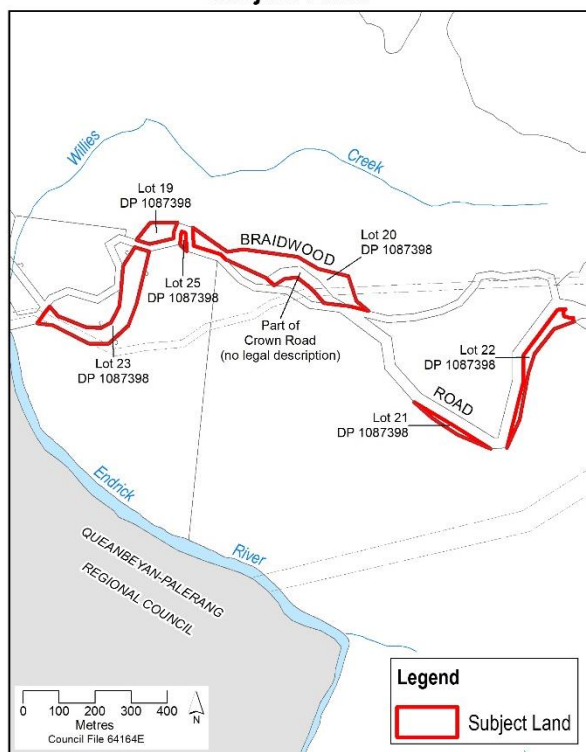 Willies
Creek
Lot 19
DP 1087398
BRAIDWOOD
Lot 20
DP 1087398
Lot 25
DP 1087398
Part of
Crown Road
(no legal description)
Lot 23
DP 1087398
Lot 22
DP 1087398
ROAD
Lot 21
DP 1087398
Endrick
River
QUEANBEYAN-PALERANG
REGIONAL COUNCIL
Legend
Subject Land
0 100 200 300 400
Metres
N
Council File 64164E